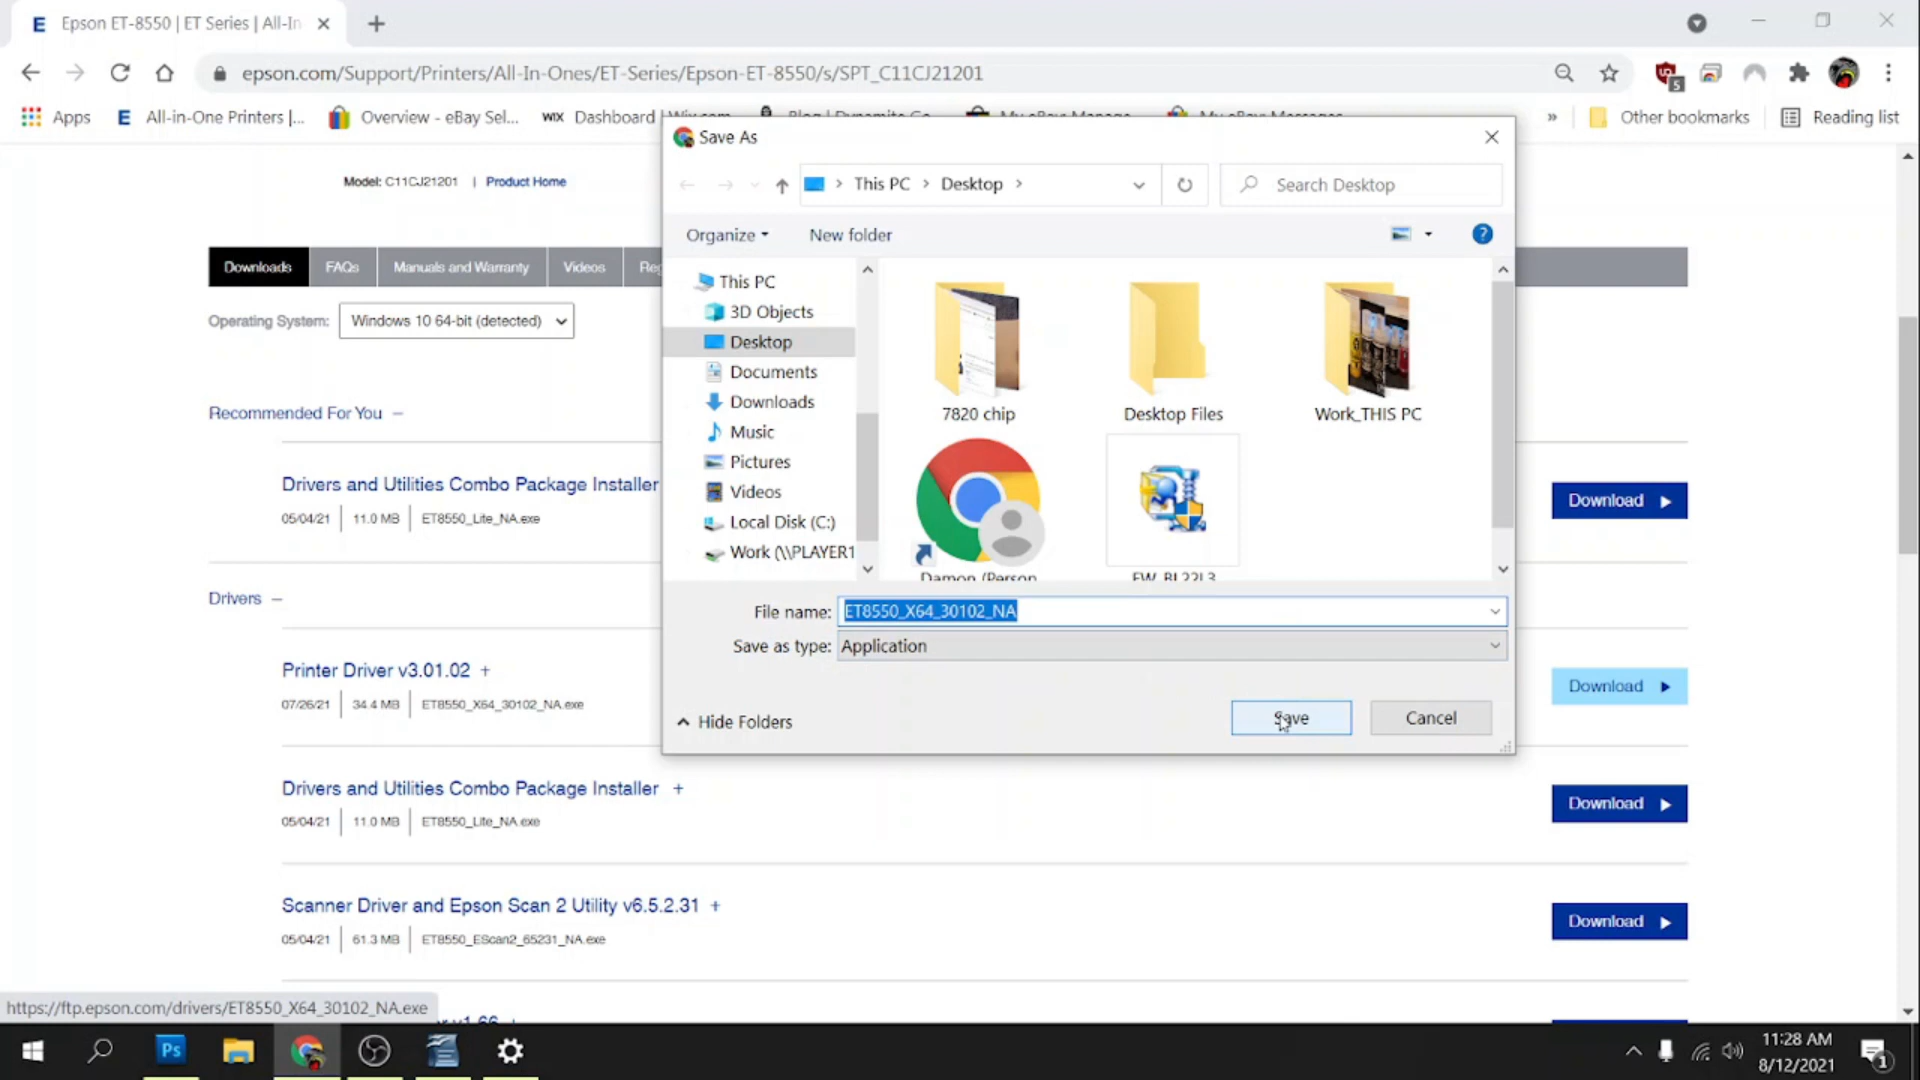 Epson ET-8550 | ET Series | All-In
epson.com/Support/Printers/All-In-Ones/ET-Series/Epson-ET-8550/s/SPT_C11CJ21201
5
Apps
E All-in-One Printers |...
Overview - eBay Sel...
WIX Dashboard
»
Other bookmarks
Reading list
Model: C11CJ21201 | Product Home
Downloads
FAQs
Manuals and Warranty
Videos
Operating System:
Windows 10 64-bit (detected)
Recommended For You −
Drivers and Utilities Combo Package Installer
05/04/21 | 11.0 MB | ET8550_Lite_NA.exe
Download
Drivers −
Printer Driver v3.01.02 +
07/26/21 | 34.4 MB | ET8550_X64_30102_NA.exe
Download
Drivers and Utilities Combo Package Installer +
05/04/21 | 11.0 MB | ET8550_Lite_NA.exe
Download
Scanner Driver and Epson Scan 2 Utility v6.5.2.31 +
05/04/21 | 61.3 MB | ET8550_EScan2_65231_NA.exe
Download
Save As
This PC > Desktop >
Search Desktop
Organize
New folder
?
This PC
3D Objects
Desktop
Documents
Downloads
Music
Pictures
Videos
Local Disk (C:)
Work (\\PLAYER1
7820 chip
Desktop Files
Work_THIS PC
Damon (Person
File name:
ET8550_X64_30102_NA
Save as type:
Application
Hide Folders
Save
Cancel
https://ftp.epson.com/drivers/ET8550_X64_30102_NA.exe
Ps
11:28 AM
8/12/2021
1